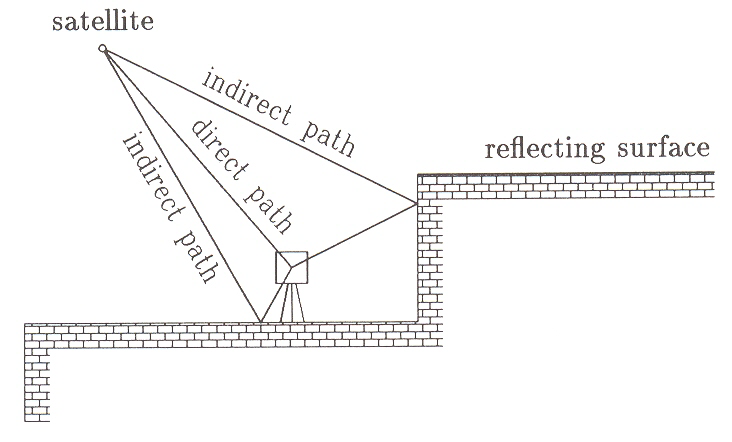 satellite
indirect path
direct path
indirect path
reflecting surface